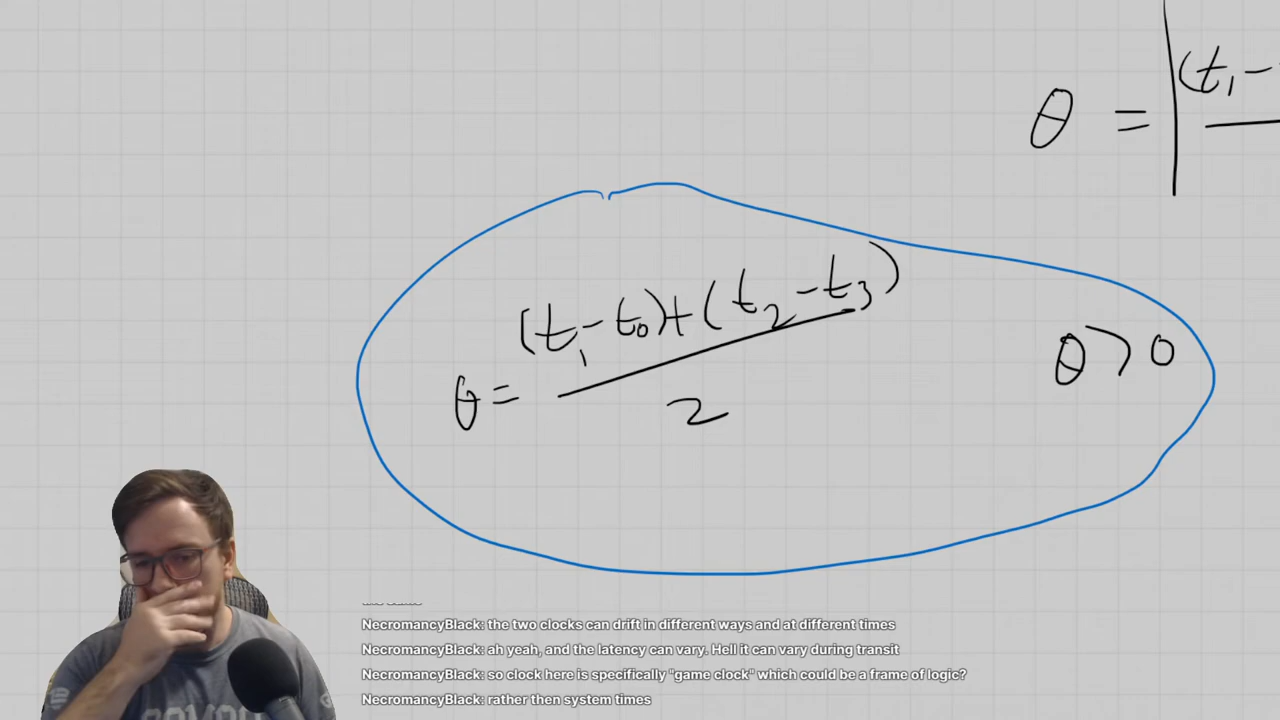 θ = |(t₁ -
θ = (t₁ - t₀) + (t₂ - t₃) / 2
θ > 0
NecromancyBlack: the two clocks can drift in different ways and at different times
NecromancyBlack: ah yeah, and the latency can vary. Hell it can vary during transit
NecromancyBlack: so clock here is specifically "game clock" which could be a frame of logic?
NecromancyBlack: rather then system times